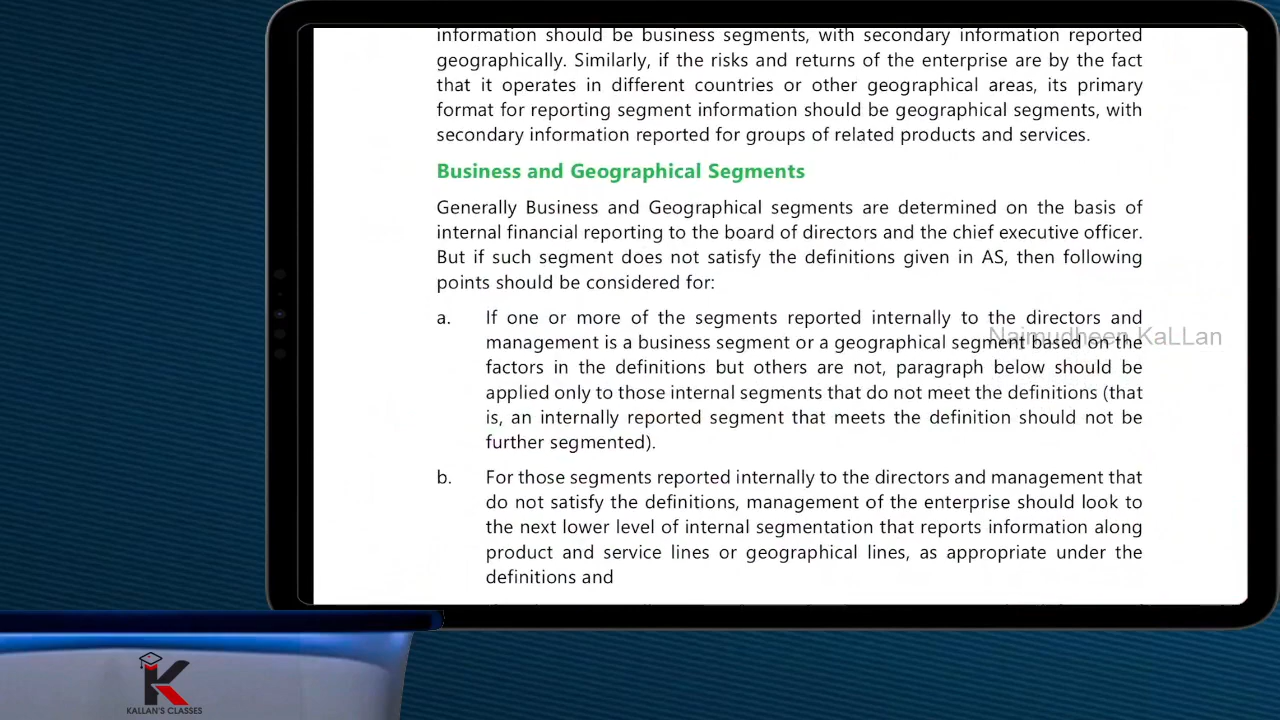 information should be business segments, with secondary information reported
geographically. Similarly, if the risks and returns of the enterprise are by the fact
that it operates in different countries or other geographical areas, its primary
format for reporting segment information should be geographical segments, with
secondary information reported for groups of related products and services.
Business and Geographical Segments
Generally Business and Geographical segments are determined on the basis of
internal financial reporting to the board of directors and the chief executive officer.
But if such segment does not satisfy the definitions given in AS, then following
points should be considered for:
a. If one or more of the segments reported internally to the directors and
management is a business segment or a geographical segment based on the
factors in the definitions but others are not, paragraph below should be
applied only to those internal segments that do not meet the definitions (that
is, an internally reported segment that meets the definition should not be
further segmented).
b. For those segments reported internally to the directors and management that
do not satisfy the definitions, management of the enterprise should look to
the next lower level of internal segmentation that reports information along
product and service lines or geographical lines, as appropriate under the
definitions and
Najmudheen KaLLan
K
KALLAN'S CLASSES